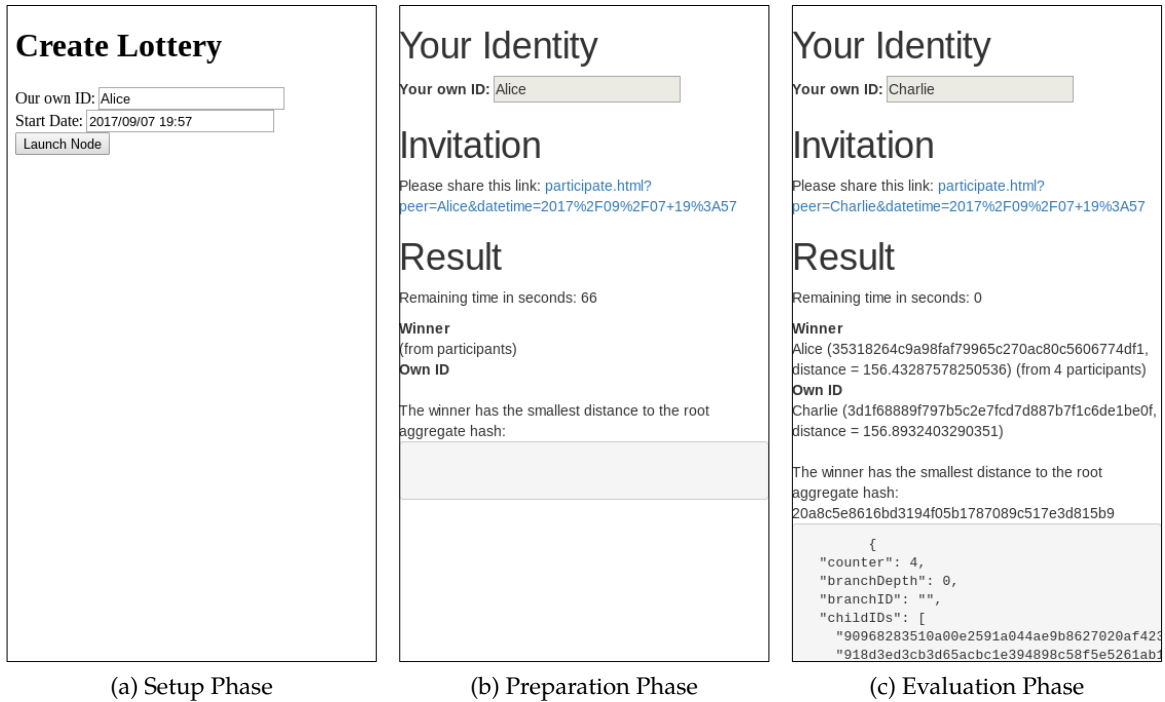 Create Lottery
Our own ID: Alice
Start Date: 2017/09/07 19:57
Launch Node
(a) Setup Phase
Your Identity
Your own ID: Alice
Invitation
Please share this link: participate.html?
peer=Alice&datetime=2017%2F09%2F07+19%3A57
Result
Remaining time in seconds: 66
Winner
(from participants)
Own ID
The winner has the smallest distance to the root
aggregate hash:
(b) Preparation Phase
Your Identity
Your own ID: Charlie
Invitation
Please share this link: participate.html?
peer=Charlie&datetime=2017%2F09%2F07+19%3A57
Result
Remaining time in seconds: 0
Winner
Alice (35318264c9a98faf79965c270ac80c5606774df1,
distance = 156.43287578250536) (from 4 participants)
Own ID
Charlie (3d1f68889f797b5c2e7fcd7d887b7f1c6de1be0f,
distance = 156.8932403290351)
The winner has the smallest distance to the root
aggregate hash:
20a8c5e8616bd3194f05b1787089c517e3d815b9
{
"counter": 4,
"branchDepth": 0,
"branchID": "",
"childIDs": [
"90968283510a00e2591a044ae9b8627020af423
"918d3ed3cb3d65acbc1e394898c58f5e5261ab1
(c) Evaluation Phase